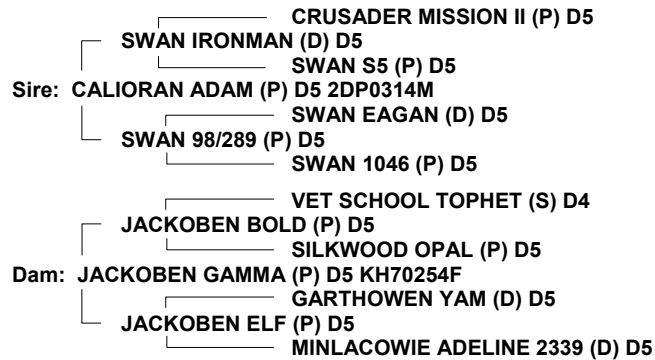 CRUSADER MISSION II (P) D5
SWAN IRONMAN (D) D5
SWAN S5 (P) D5
Sire: CALIORAN ADAM (P) D5 2DP0314M
SWAN EAGAN (D) D5
SWAN 98/289 (P) D5
SWAN 1046 (P) D5
VET SCHOOL TOPHET (S) D4
JACKOBEN BOLD (P) D5
SILKWOOD OPAL (P) D5
Dam: JACKOBEN GAMMA (P) D5 KH70254F
GARTHOWEN YAM (D) D5
JACKOBEN ELF (P) D5
MINLACOWIE ADELINE 2339 (D) D5